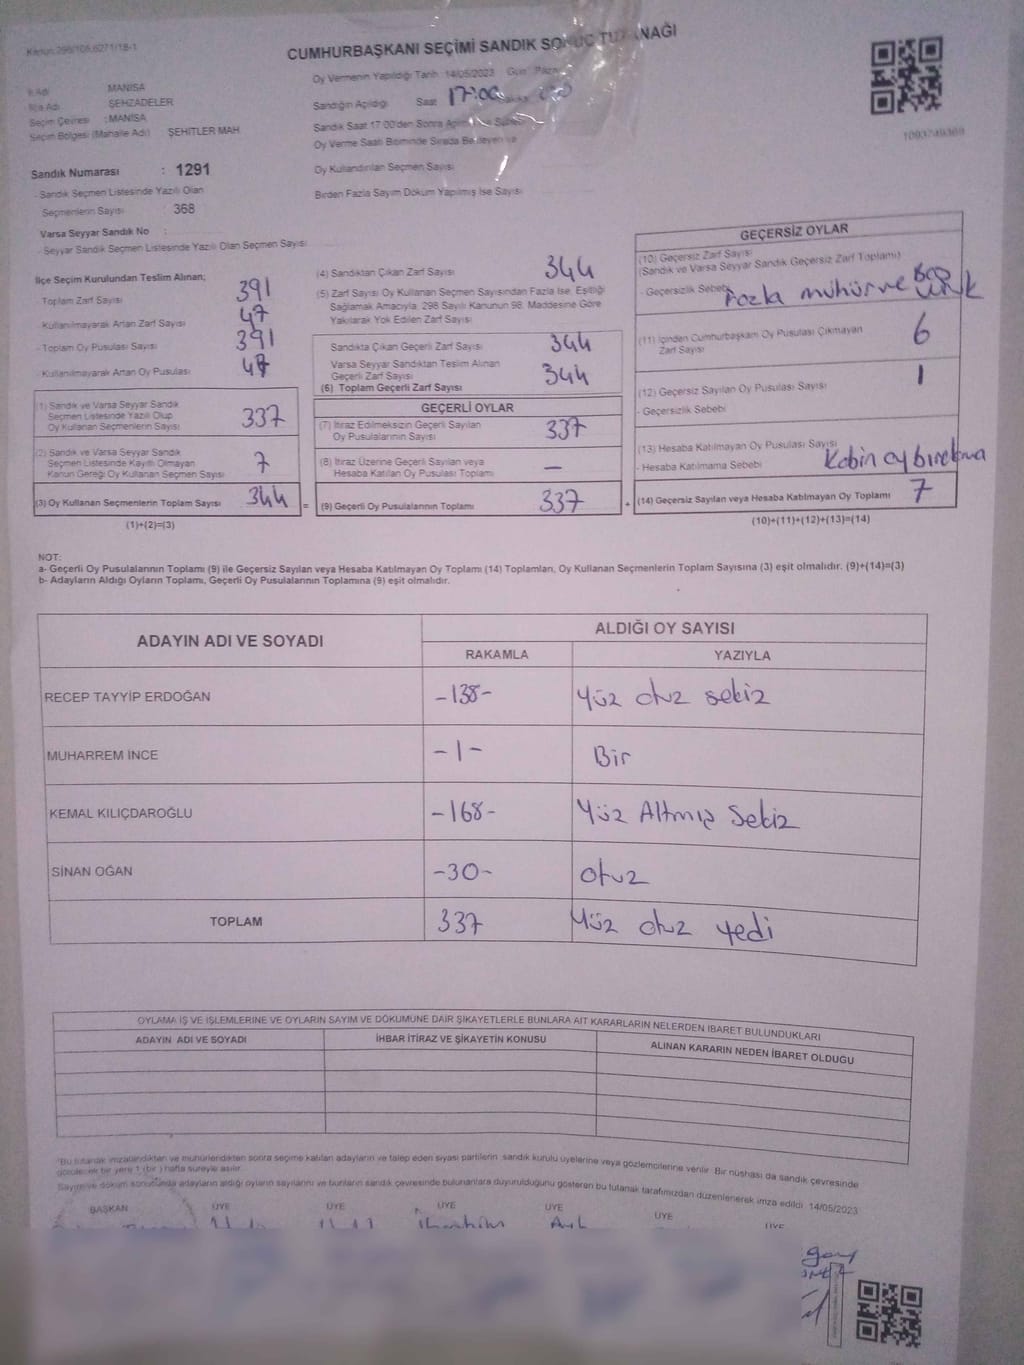 CUMHURBAŞKANI SEÇİMİ SANDIK SONUÇ TUTANAĞI
Oy Vermenin Yapıldığı Tarih 14/05/2023 Gün
İl Adı MANİSA
İlçe Adı ŞEHZADELER
Seçim Çevresi : MANİSA
Seçim Bölgesi (Mahalle Adı) ŞEHİTLER MAH
Sandığın Açıldığı Saat 17:00
Sandık Saat 17.00'den Sonra
Oy Verme Saati Bitiminde Sırada Bekleyen ve
Oy Kullandırılan Seçmen Sayısı
Birden Fazla Sayım Döküm Yapılmış İse Sayısı
1093749369
Sandık Numarası : 1291
- Sandık Seçmen Listesinde Yazılı Olan
Seçmenlerin Sayısı : 368
Varsa Seyyar Sandık No :
- Seyyar Sandık Seçmen Listesinde Yazılı Olan Seçmen Sayısı
İlçe Seçim Kurulundan Teslim Alınan;
- Toplam Zarf Sayısı 391
- Kullanılmayarak Artan Zarf Sayısı 47
- Toplam Oy Pusulası Sayısı 391
- Kullanılmayarak Artan Oy Pusulası 47
(1) Sandık ve Varsa Seyyar Sandık
Seçmen Listesinde Yazılı Olup
Oy Kullanan Seçmenlerin Sayısı 337
(2) Sandık ve Varsa Seyyar Sandık
Seçmen Listesinde Kayıtlı Olmayan
Kanun Gereği Oy Kullanan Seçmen Sayısı 7
(3) Oy Kullanan Seçmenlerin Toplam Sayısı 344 =
(1)+(2)=(3)
(4) Sandıktan Çıkan Zarf Sayısı 344
(5) Zarf Sayısı Oy Kullanan Seçmen Sayısından Fazla İse, Eşitliği
Sağlamak Amacıyla, 298 Sayılı Kanunun 98. Maddesine Göre
Yakılarak Yok Edilen Zarf Sayısı
Sandıkta Çıkan Geçerli Zarf Sayısı 344
Varsa Seyyar Sandıktan Teslim Alınan
Geçerli Zarf Sayısı
(6) Toplam Geçerli Zarf Sayısı 344
GEÇERLİ OYLAR
(7) İtiraz Edilmeksizin Geçerli Sayılan
Oy Pusulalarının Sayısı 337
(8) İtiraz Üzerine Geçerli Sayılan veya
Hesaba Katılan Oy Pusulası Toplamı —
(9) Geçerli Oy Pusulalarının Toplamı 337 +
GEÇERSİZ OYLAR
(10) Geçersiz Zarf Sayısı
(Sandık ve Varsa Seyyar Sandık Geçersiz Zarf Toplamı)
- Geçersizlik Sebebi Fazla mühür ve
(11) İçinden Cumhurbaşkanı Oy Pusulası Çıkmayan
Zarf Sayısı 6
(12) Geçersiz Sayılan Oy Pusulası Sayısı 1
- Geçersizlik Sebebi
(13) Hesaba Katılmayan Oy Pusulası Sayısı
- Hesaba Katılmama Sebebi Kabin oy bırakma
(14) Geçersiz Sayılan veya Hesaba Katılmayan Oy Toplamı 7
(10)+(11)+(12)+(13)=(14)
NOT:
a- Geçerli Oy Pusulalarının Toplamı (9) ile Geçersiz Sayılan veya Hesaba Katılmayan Oy Toplamı (14) Toplamları, Oy Kullanan Seçmenlerin Toplam Sayısına (3) eşit olmalıdır. (9)+(14)=(3)
b- Adayların Aldığı Oyların Toplamı, Geçerli Oy Pusulalarının Toplamına (9) eşit olmalıdır.
ADAYIN ADI VE SOYADI ALDIĞI OY SAYISI
RAKAMLA YAZIYLA
RECEP TAYYİP ERDOĞAN -138- Yüz otuz sekiz
MUHARREM İNCE -1- Bir
KEMAL KILIÇDAROĞLU -168- Yüz Altmış Sekiz
SİNAN OĞAN -30- otuz
TOPLAM 337 Yüz otuz yedi
OYLAMA İŞ VE İŞLEMLERİNE VE OYLARIN SAYIM VE DÖKÜMÜNE DAİR ŞİKAYETLERLE BUNLARA AİT KARARLARIN NELERDEN İBARET BULUNDUKLARI
ADAYIN ADI VE SOYADI İHBAR İTİRAZ VE ŞİKAYETİN KONUSU ALINAN KARARIN NEDEN İBARET OLDUĞU
*Bu tutanak imzalandıktan ve mühürlendikten sonra seçime katılan adayların ve talep eden siyasi partilerin sandık kurulu üyelerine veya gözlemcilerine verilir. Bir nüshası da sandık çevresinde
görülecek bir yere 1 (bir ) hafta süreyle asılır.
Sayım ve döküm sonucunda adayların aldığı oyların sayılarını ve bunların sandık çevresinde bulunanlara duyurulduğunu gösteren bu tutanak tarafımızdan düzenlenerek imza edildi. 14/05/2023
BAŞKAN ÜYE ÜYE ÜYE ÜYE ÜYE ÜYE